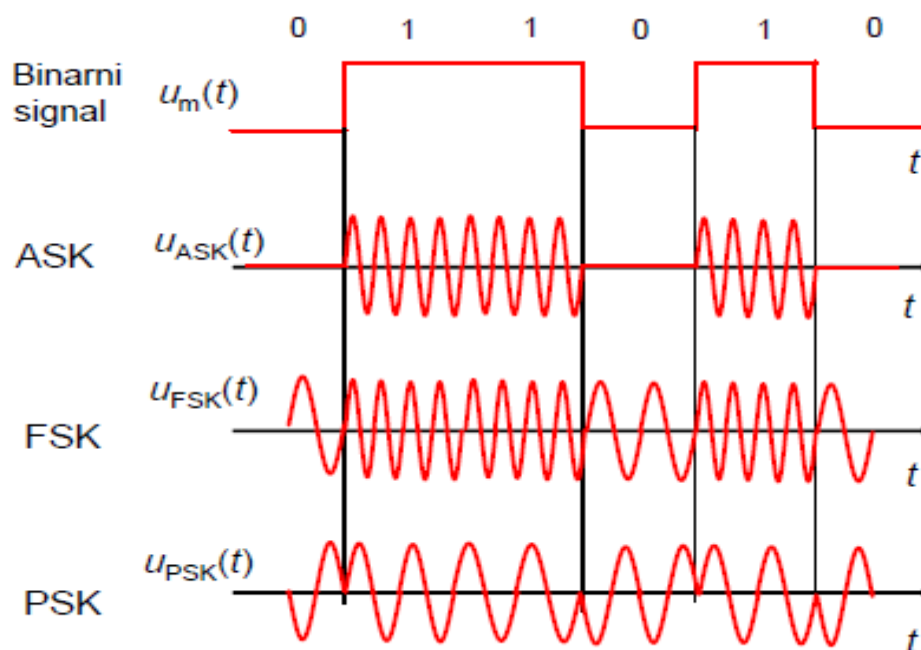 0 1 1 0 1 0
Binarni
signal
u_m(t)
t
ASK
u_ASK(t)
t
FSK
u_FSK(t)
t
PSK
u_PSK(t)
t